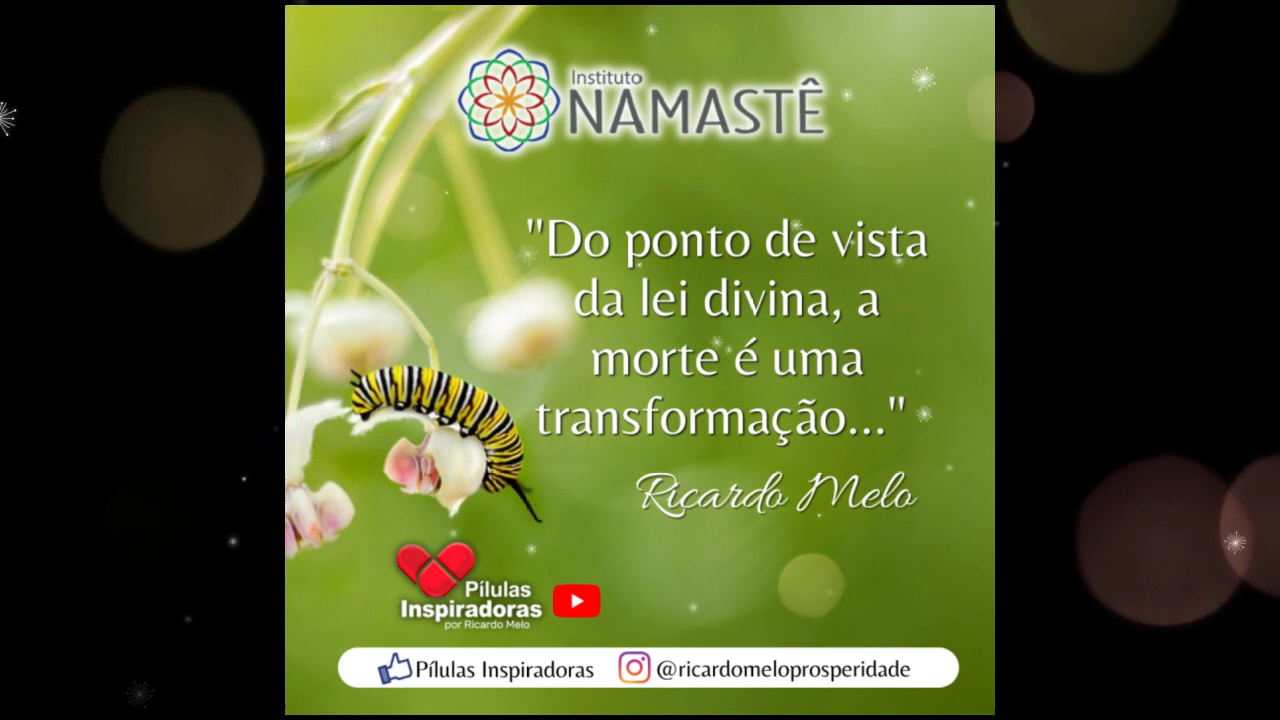 Instituto
NAMASTÊ
"Do ponto de vista
da lei divina, a
morte é uma
transformação..."
Ricardo Melo
Pílulas
Inspiradoras
por Ricardo Melo
Pílulas Inspiradoras @ricardomeloprosperidade